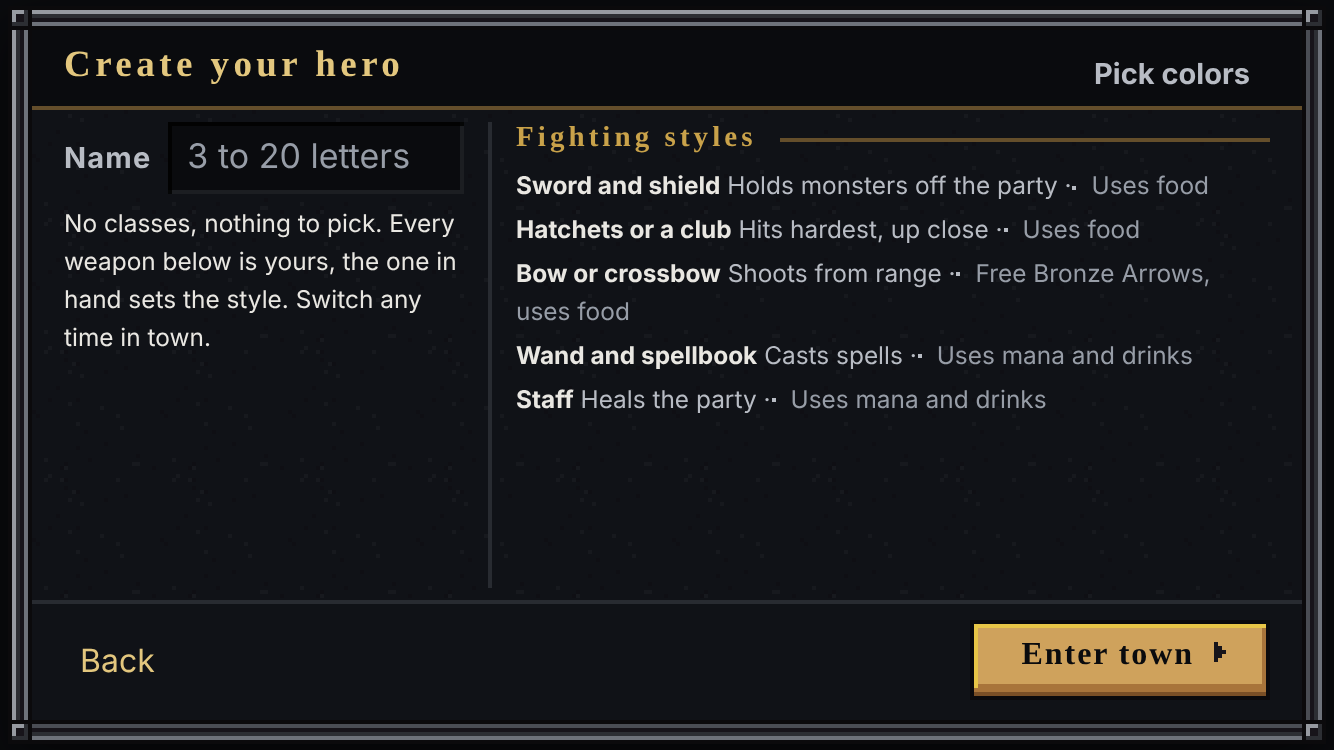 Create your hero
Pick colors
Name
3 to 20 letters
No classes, nothing to pick. Every
weapon below is yours, the one in
hand sets the style. Switch any
time in town.
Fighting styles
Sword and shield Holds monsters off the party ·· Uses food
Hatchets or a club Hits hardest, up close ·· Uses food
Bow or crossbow Shoots from range ·· Free Bronze Arrows,
uses food
Wand and spellbook Casts spells ·· Uses mana and drinks
Staff Heals the party ·· Uses mana and drinks
Back
Enter town